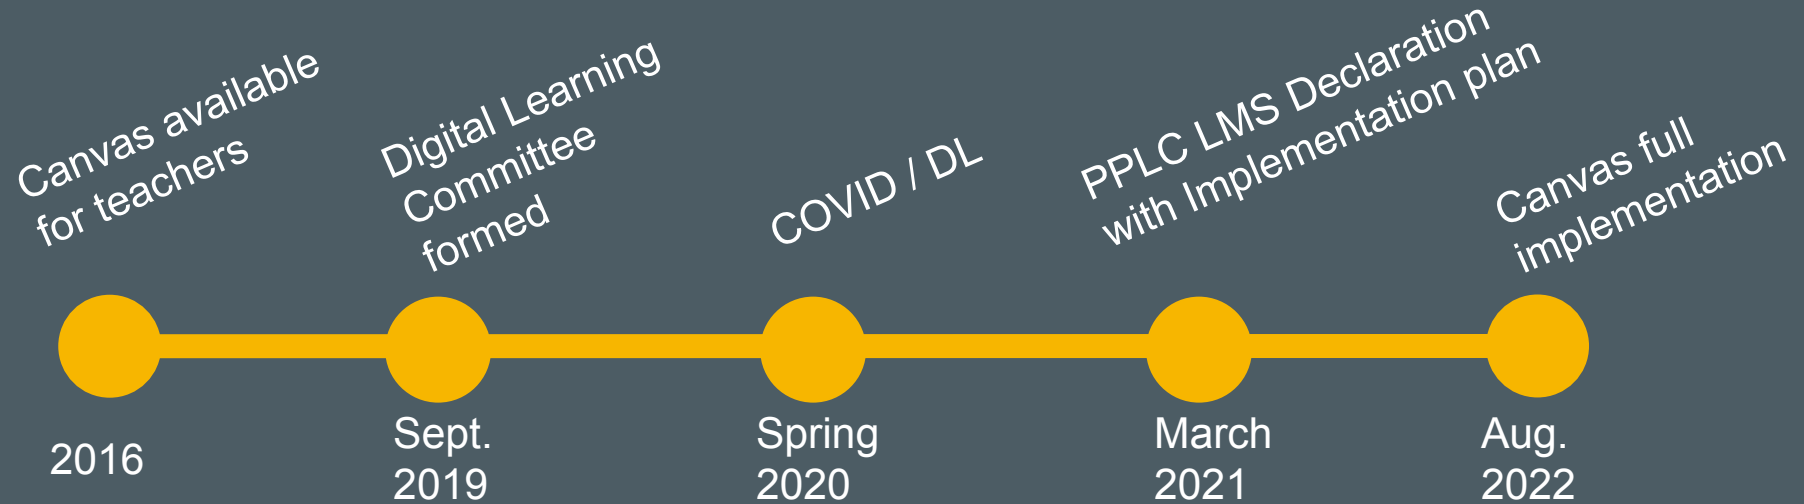 Canvas available
for teachers
Digital Learning
Committee
formed
COVID / DL
PPLC LMS Declaration
with Implementation plan
Canvas full
implementation
2016
Sept.
2019
Spring
2020
March
2021
Aug.
2022